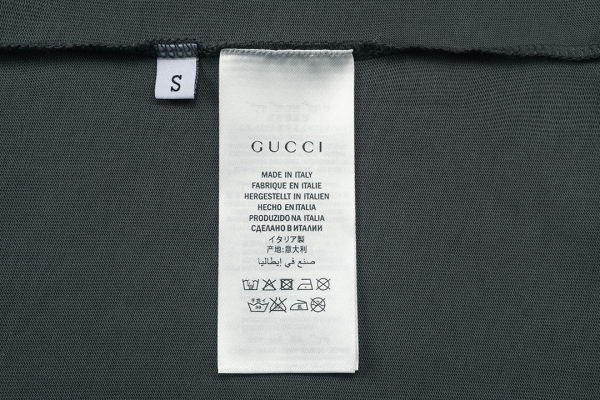 S
GUCCI
MADE IN ITALY
FABRIQUE EN ITALIE
HERGESTELLT IN ITALIEN
HECHO EN ITALIA
PRODUZIDO NA ITALIA
СДЕЛАНО В ИТАЛИИ
イタリア製
产地:意大利
صنع في إيطاليا